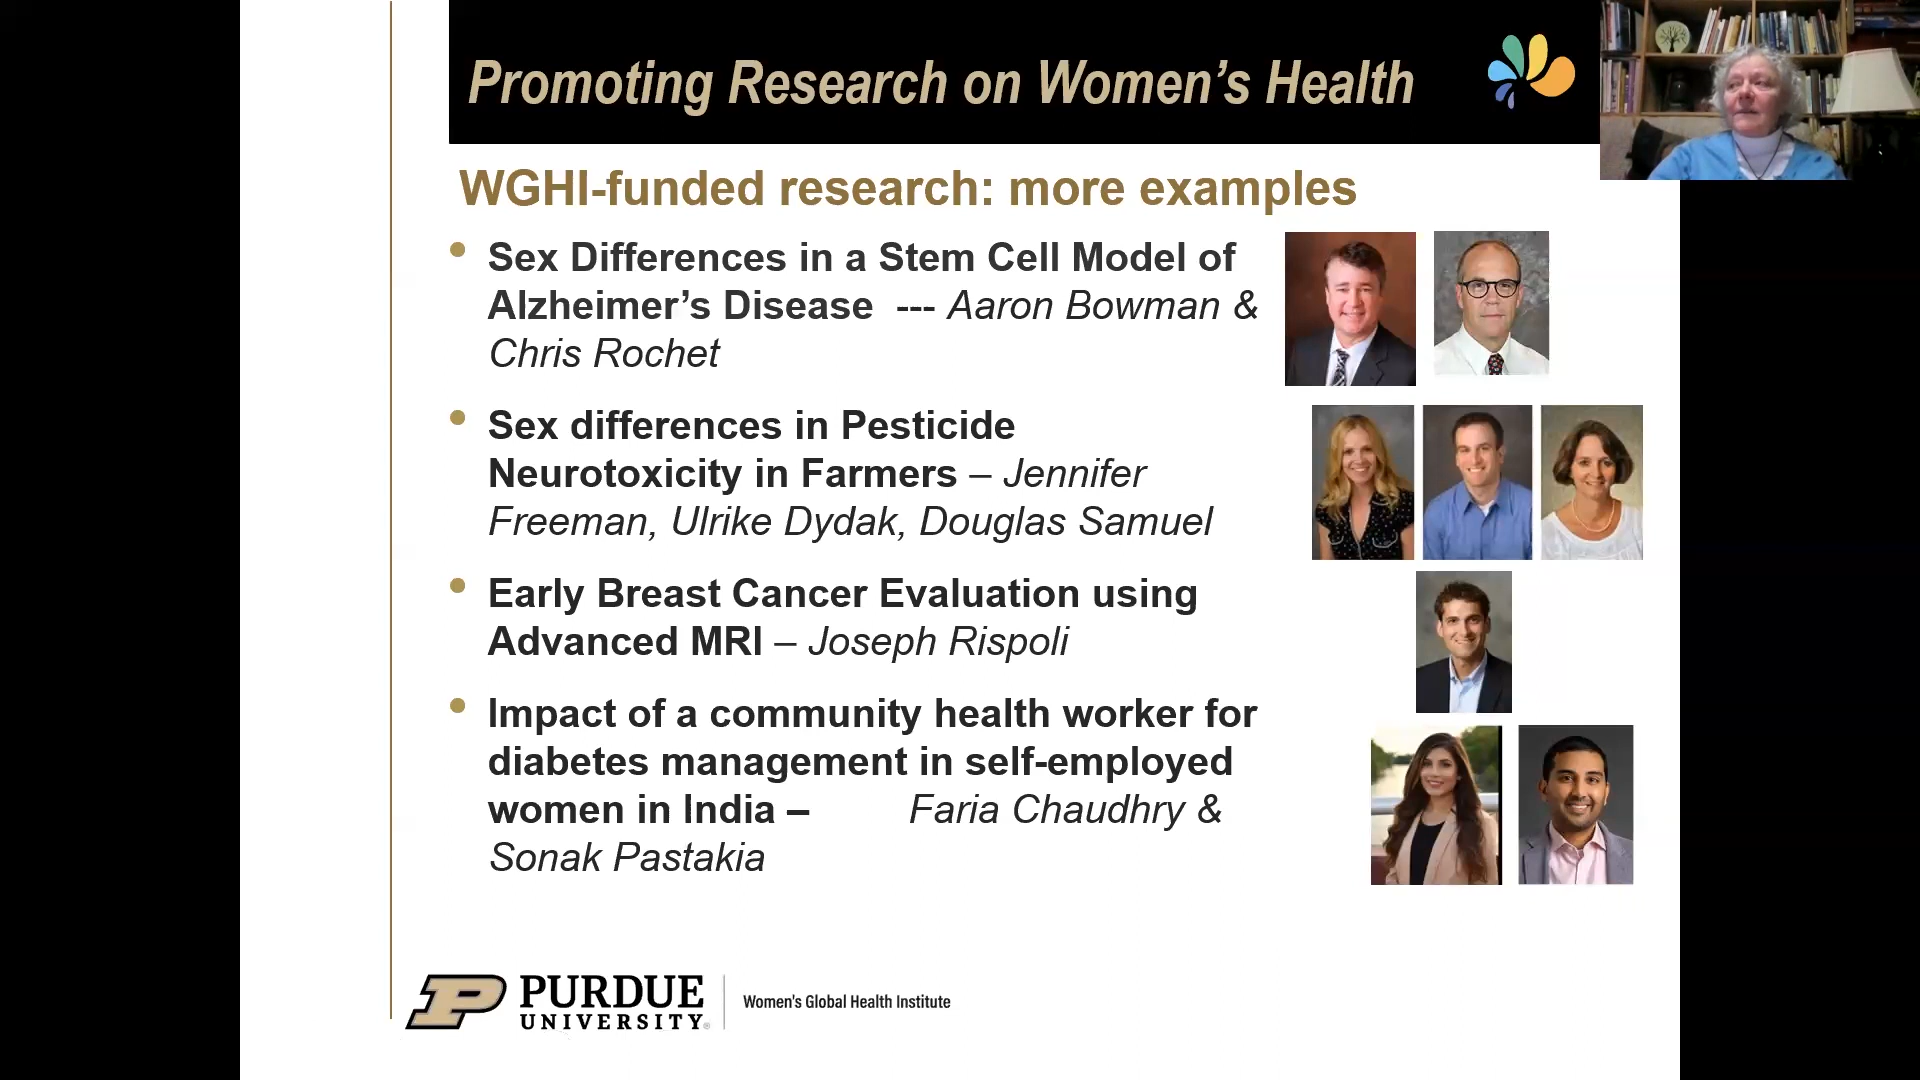 Promoting Research on Women’s Health
WGHI-funded research: more examples
• Sex Differences in a Stem Cell Model of
Alzheimer’s Disease --- Aaron Bowman &
Chris Rochet
• Sex differences in Pesticide
Neurotoxicity in Farmers – Jennifer
Freeman, Ulrike Dydak, Douglas Samuel
• Early Breast Cancer Evaluation using
Advanced MRI – Joseph Rispoli
• Impact of a community health worker for
diabetes management in self-employed
women in India – Faria Chaudhry &
Sonak Pastakia
PURDUE
UNIVERSITY®
Women's Global Health Institute